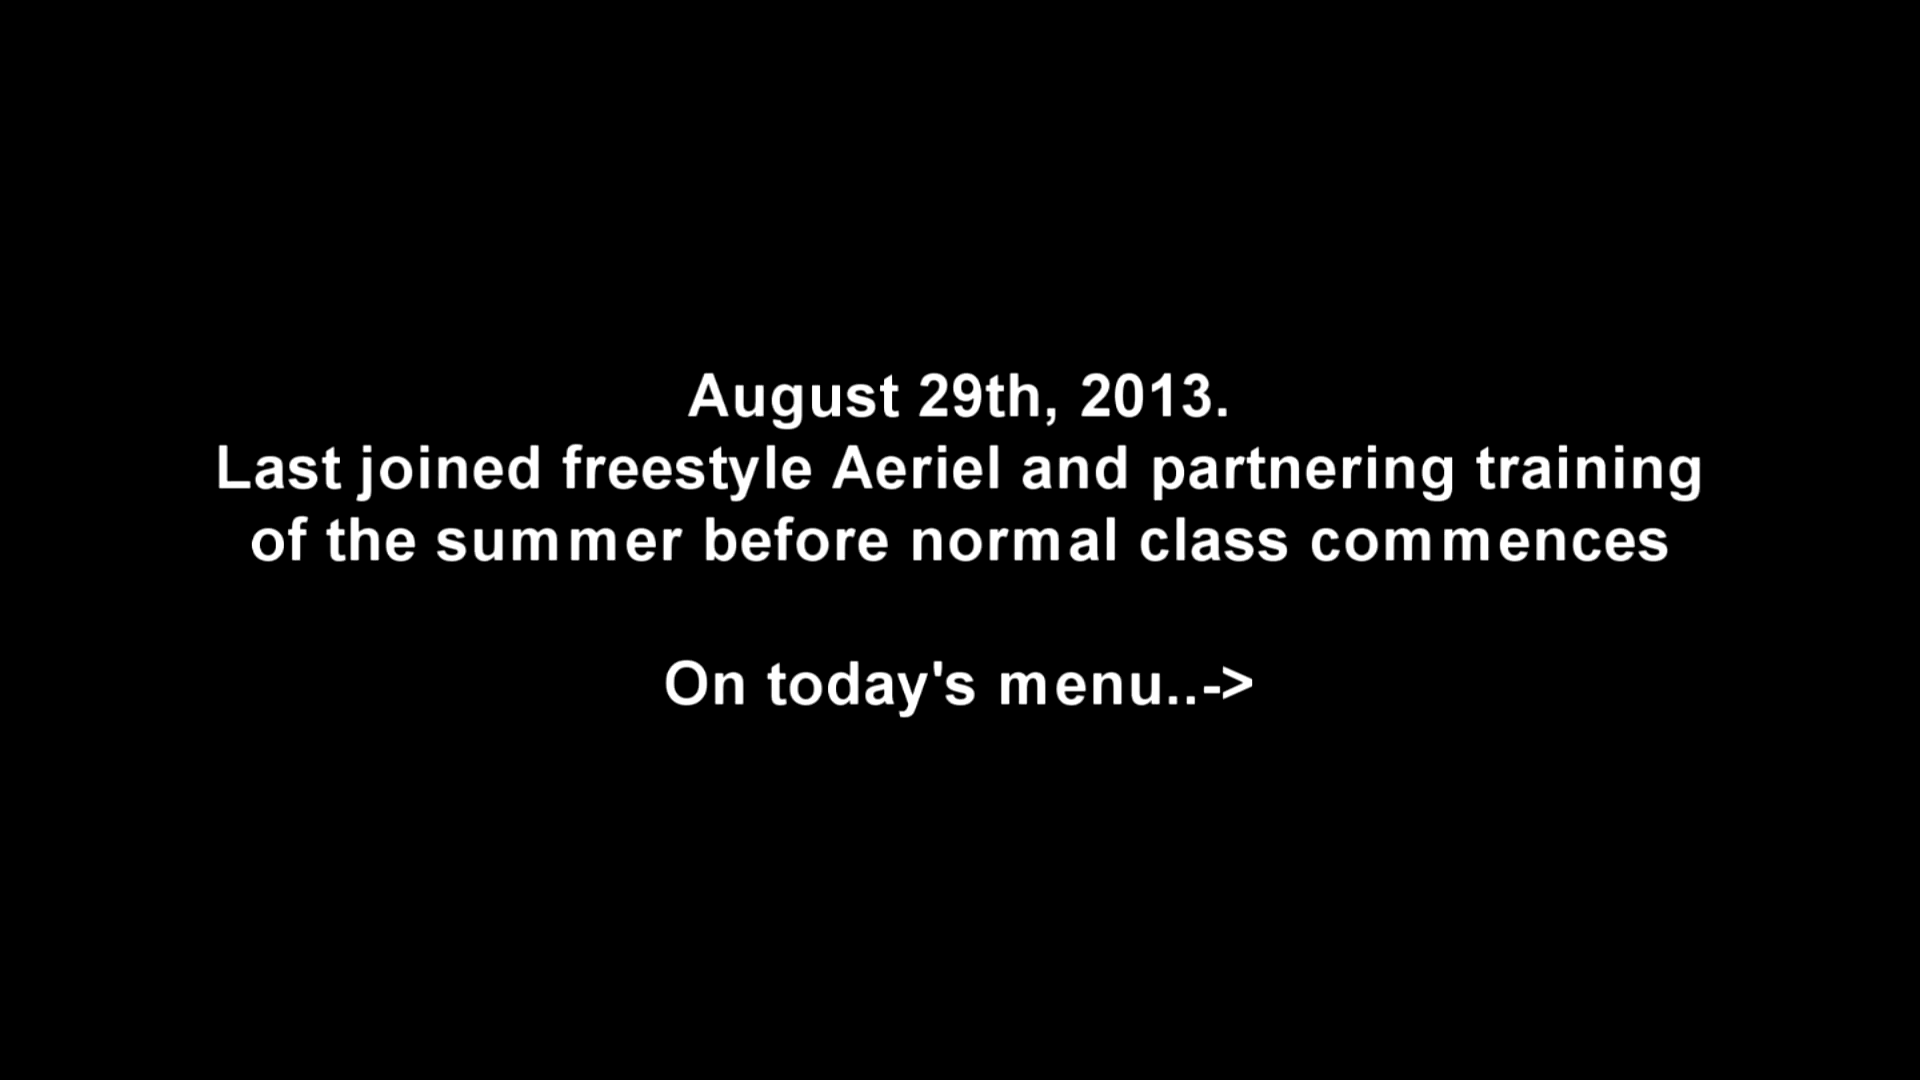 August 29th, 2013.
Last joined freestyle Aeriel and partnering training
of the summer before normal class commences
On today's menu..->